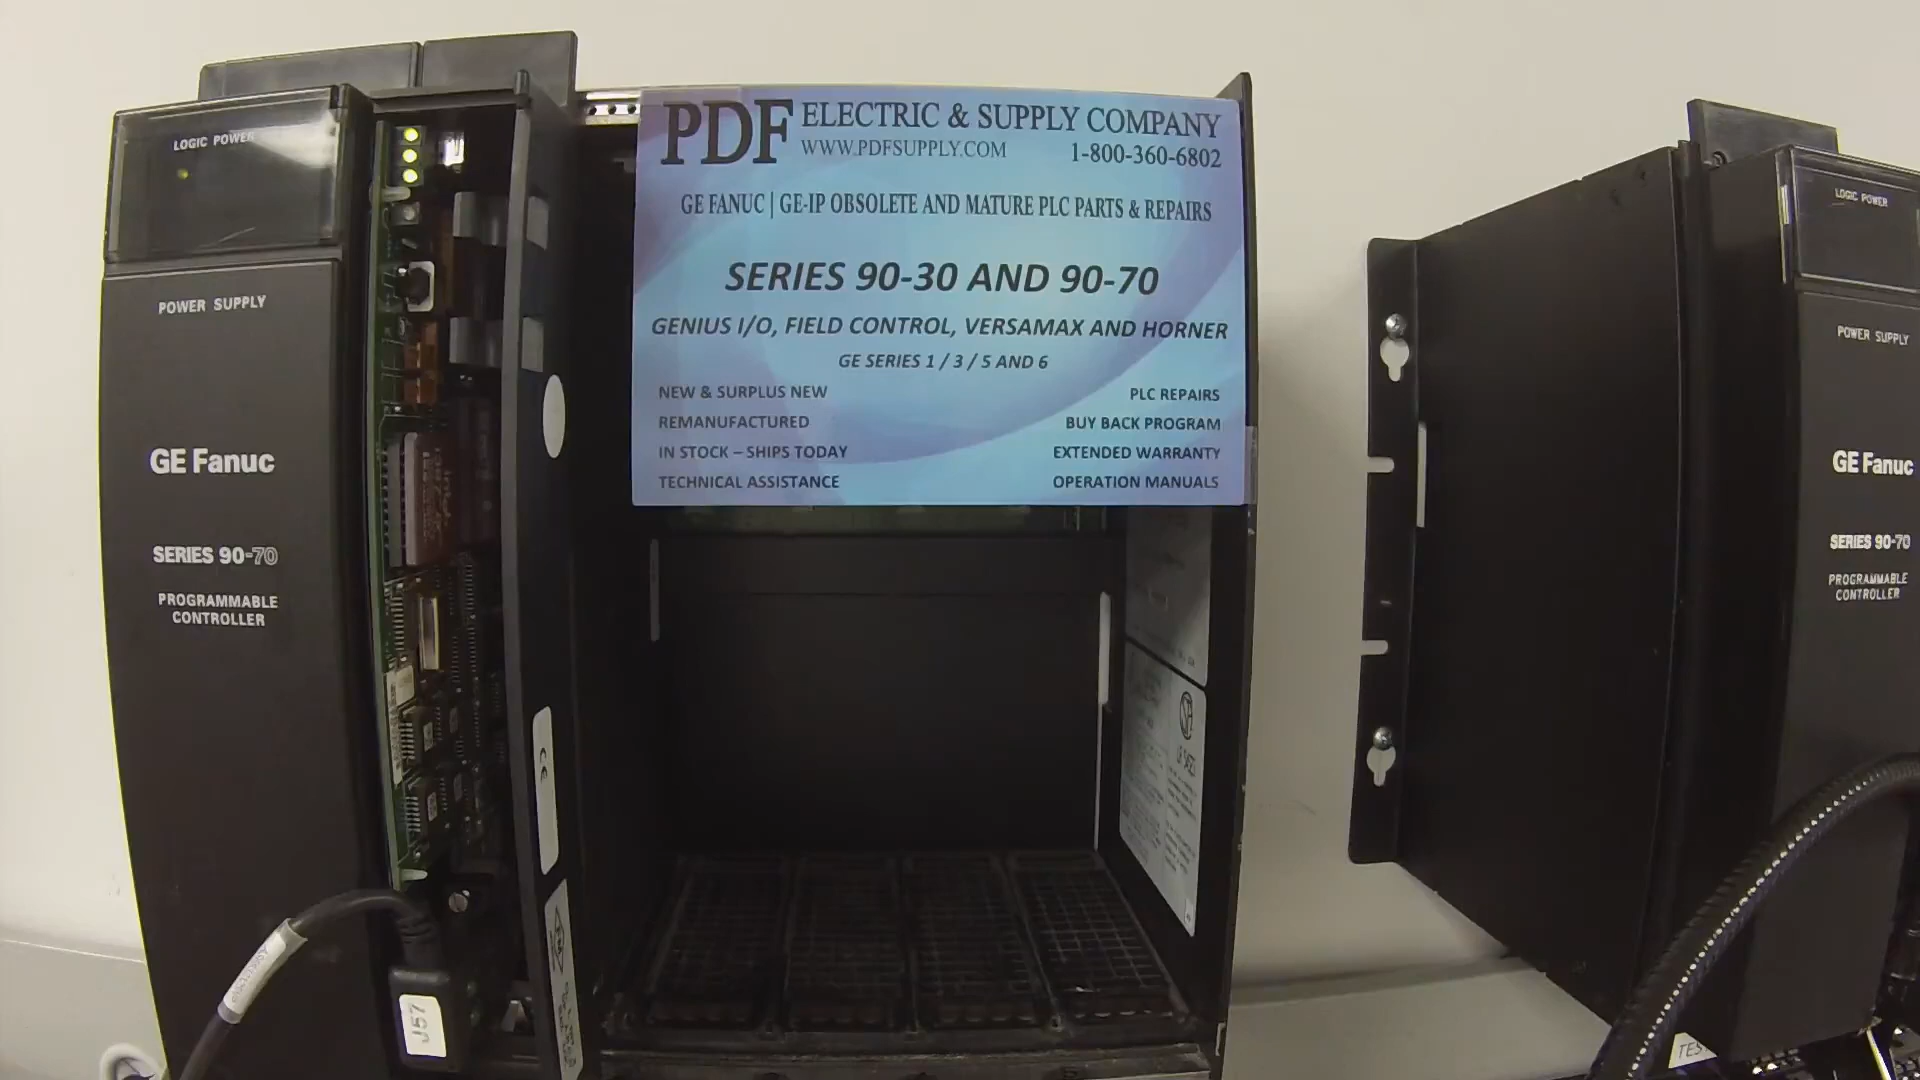 LOGIC POWER
POWER SUPPLY
GE Fanuc
SERIES 90-70
PROGRAMMABLE
CONTROLLER
J57
CE
PDF ELECTRIC & SUPPLY COMPANY
WWW.PDFSUPPLY.COM 1-800-360-6802
GE FANUC | GE-IP OBSOLETE AND MATURE PLC PARTS & REPAIRS
SERIES 90-30 AND 90-70
GENIUS I/O, FIELD CONTROL, VERSAMAX AND HORNER
GE SERIES 1 / 3 / 5 AND 6
NEW & SURPLUS NEW PLC REPAIRS
REMANUFACTURED BUY BACK PROGRAM
IN STOCK – SHIPS TODAY EXTENDED WARRANTY
TECHNICAL ASSISTANCE OPERATION MANUALS
LOGIC POWER
POWER SUPPLY
GE Fanuc
SERIES 90-70
PROGRAMMABLE
CONTROLLER